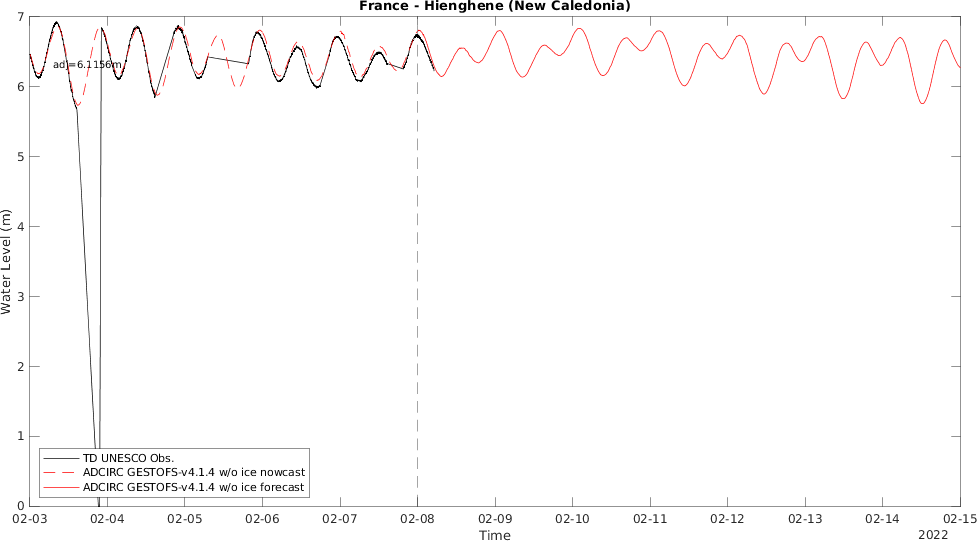 France - Hienghene (New Caledonia)
7
6
5
4
3
2
1
0
Water Level (m)
adj=6.1156m
TD UNESCO Obs.
ADCIRC GESTOFS-v4.1.4 w/o ice nowcast
ADCIRC GESTOFS-v4.1.4 w/o ice forecast
02-03 02-04 02-05 02-06 02-07 02-08 02-09 02-10 02-11 02-12 02-13 02-14 02-15
Time
2022